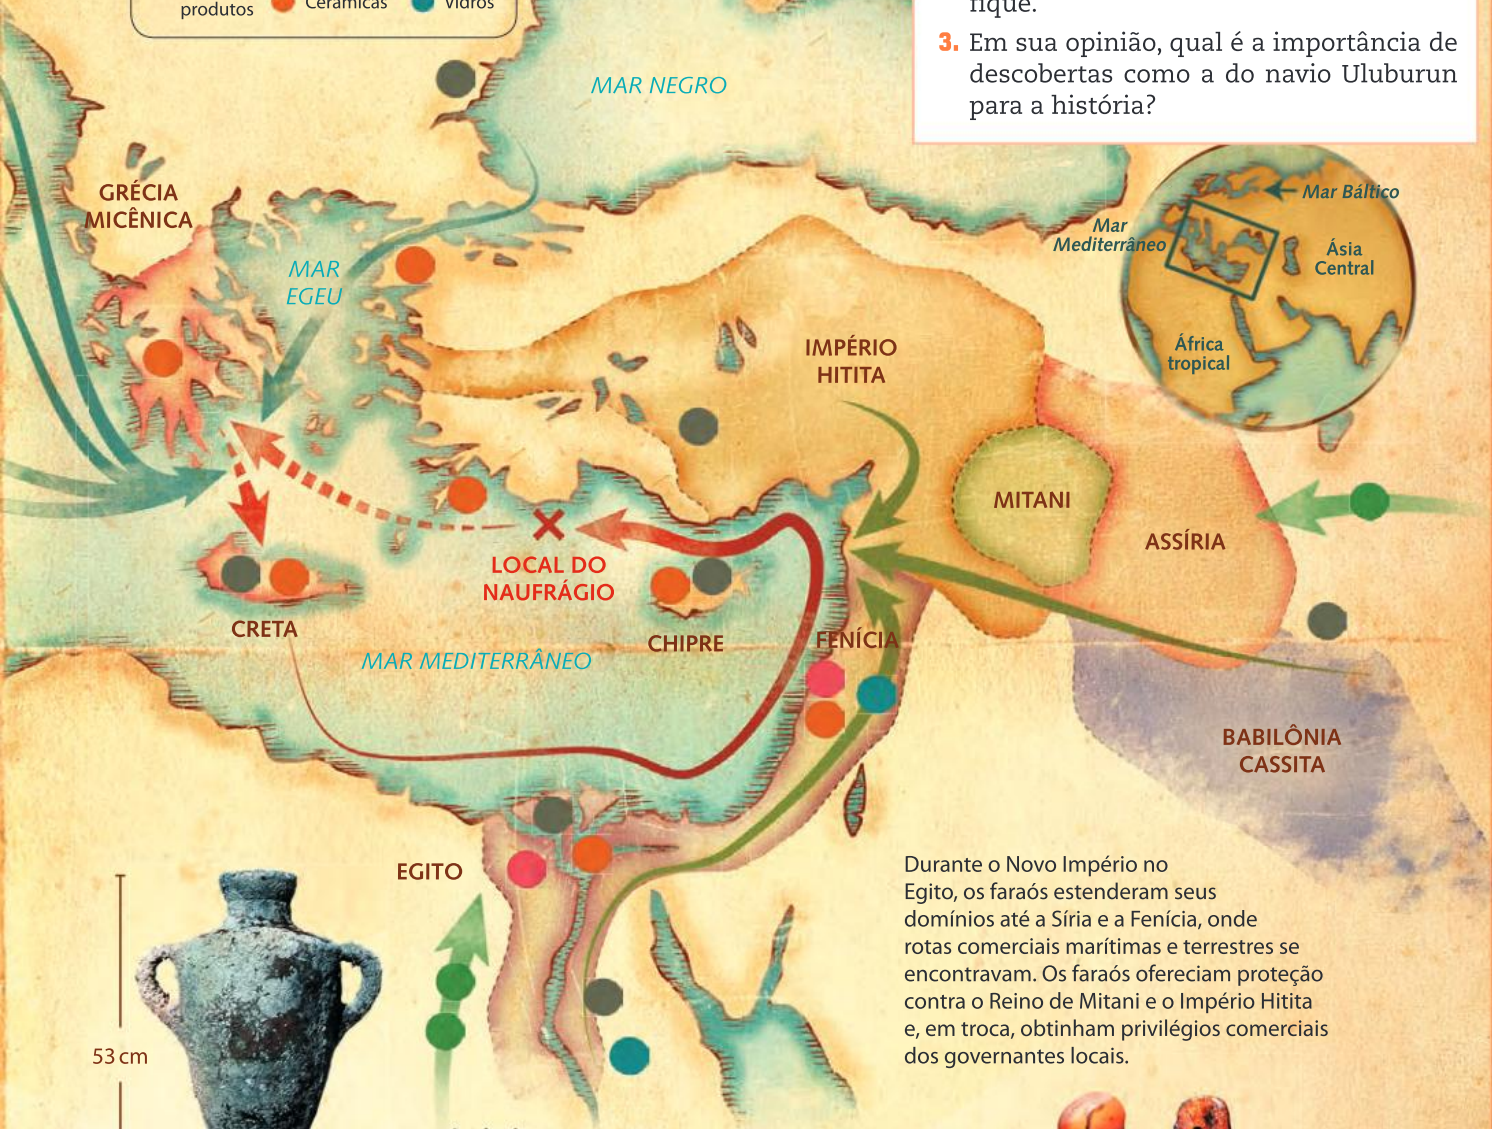 produtos
Cerâmicas
Vidros
fique.
3. Em sua opinião, qual é a importância de
descobertas como a do navio Uluburun
para a história?
MAR NEGRO
GRÉCIA
MICÊNICA
MAR
EGEU
Mar Báltico
Mar
Mediterrâneo
Ásia
Central
África
tropical
IMPÉRIO
HITITA
MITANI
ASSÍRIA
LOCAL DO
NAUFRÁGIO
CRETA
CHIPRE
FENÍCIA
MAR MEDITERRÂNEO
BABILÔNIA
CASSITA
EGITO
Durante o Novo Império no
Egito, os faraós estenderam seus
domínios até a Síria e a Fenícia, onde
rotas comerciais marítimas e terrestres se
encontravam. Os faraós ofereciam proteção
contra o Reino de Mitani e o Império Hitita
e, em troca, obtinham privilégios comerciais
dos governantes locais.
53 cm